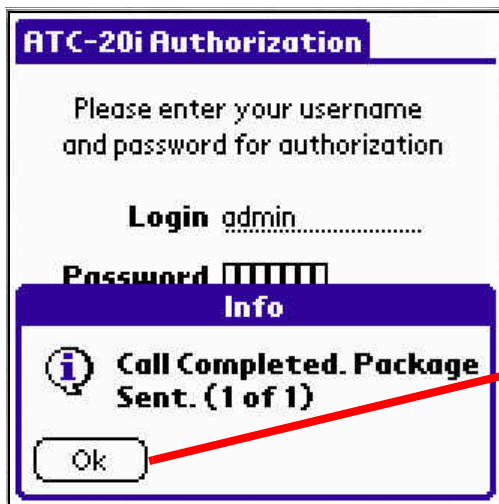 ATC-20i Authorization
Please enter your username
and password for authorization
Login admin
Password
Info
Call Completed. Package
Sent. (1 of 1)
Ok